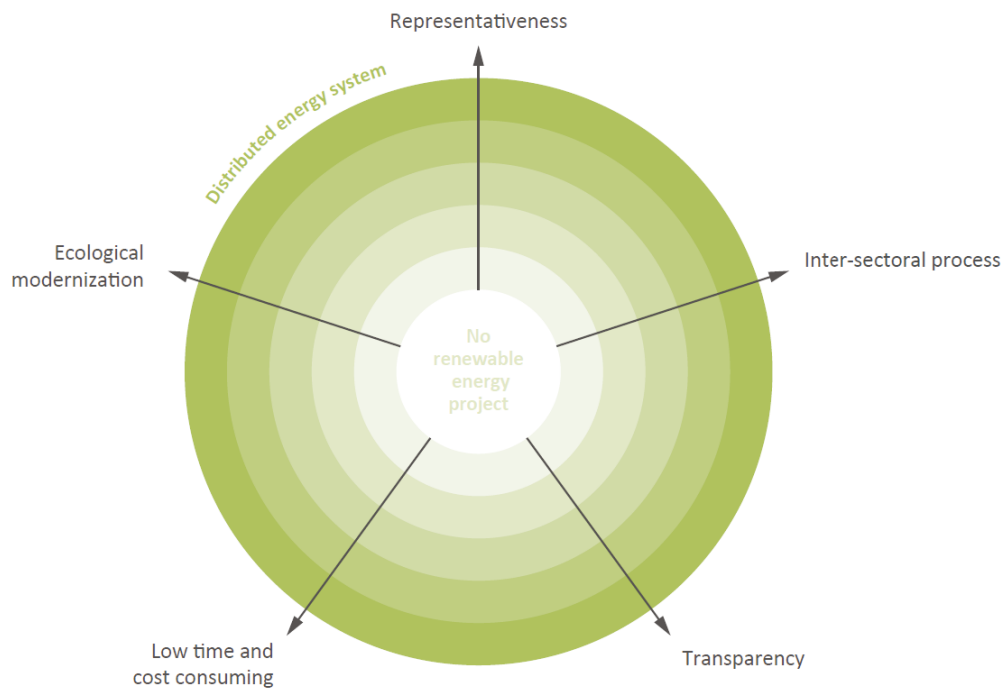 Representativeness
Distributed energy system
Ecological
modernization
Inter-sectoral process
No
renewable
energy
project
Low time and
cost consuming
Transparency